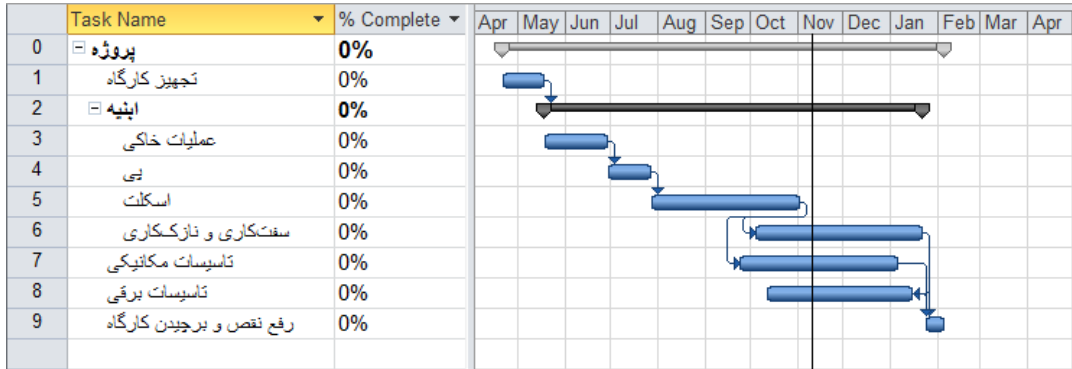 Task Name % Complete Apr May Jun Jul Aug Sep Oct Nov Dec Jan Feb Mar Apr
0 پروژه 0%
1 تجهیز کارگاه 0%
2 ابنیه 0%
3 عملیات خاکی 0%
4 پی 0%
5 اسکلت 0%
6 سفت‌کاری و نازک‌کاری 0%
7 تاسیسات مکانیکی 0%
8 تاسیسات برقی 0%
9 رفع نقص و برچیدن کارگاه 0%